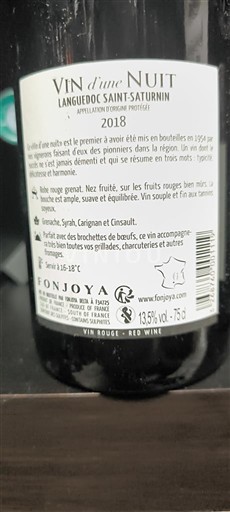 VIN d'une NUIT
LANGUEDOC SAINT-SATURNIN
APPELLATION D'ORIGINE PROTÉGÉE
2018
vin d'une nuit» est le premier à avoir été mis en bouteilles en 1954 par
des vignerons faisant d'eux des pionniers dans la région. Un vin dont le
ne s'est jamais démenti et qui se résume en trois mots : typicité,
délicatesse et harmonie.
Robe rouge grenat. Nez fruité, sur les fruits rouges bien mûrs.
bouche est ample, suave et équilibrée. Vin souple et fin aux tannins
soyeux.
Grenache, Syrah, Carignan et Cinsault.
Parfait avec des brochettes de bœufs, ce vin accompagne-
ra très bien toutes vos grillades, charcuteries et autres
fromages.
Servir à 16-18°C
FONJOYA
www.fonjoya.com
PRODUCT OF FRANCE
SOUTH OF FRANCE
CONTAINS SULPHITES
13,5% vol - 75 cl
VIN ROUGE - RED WINE